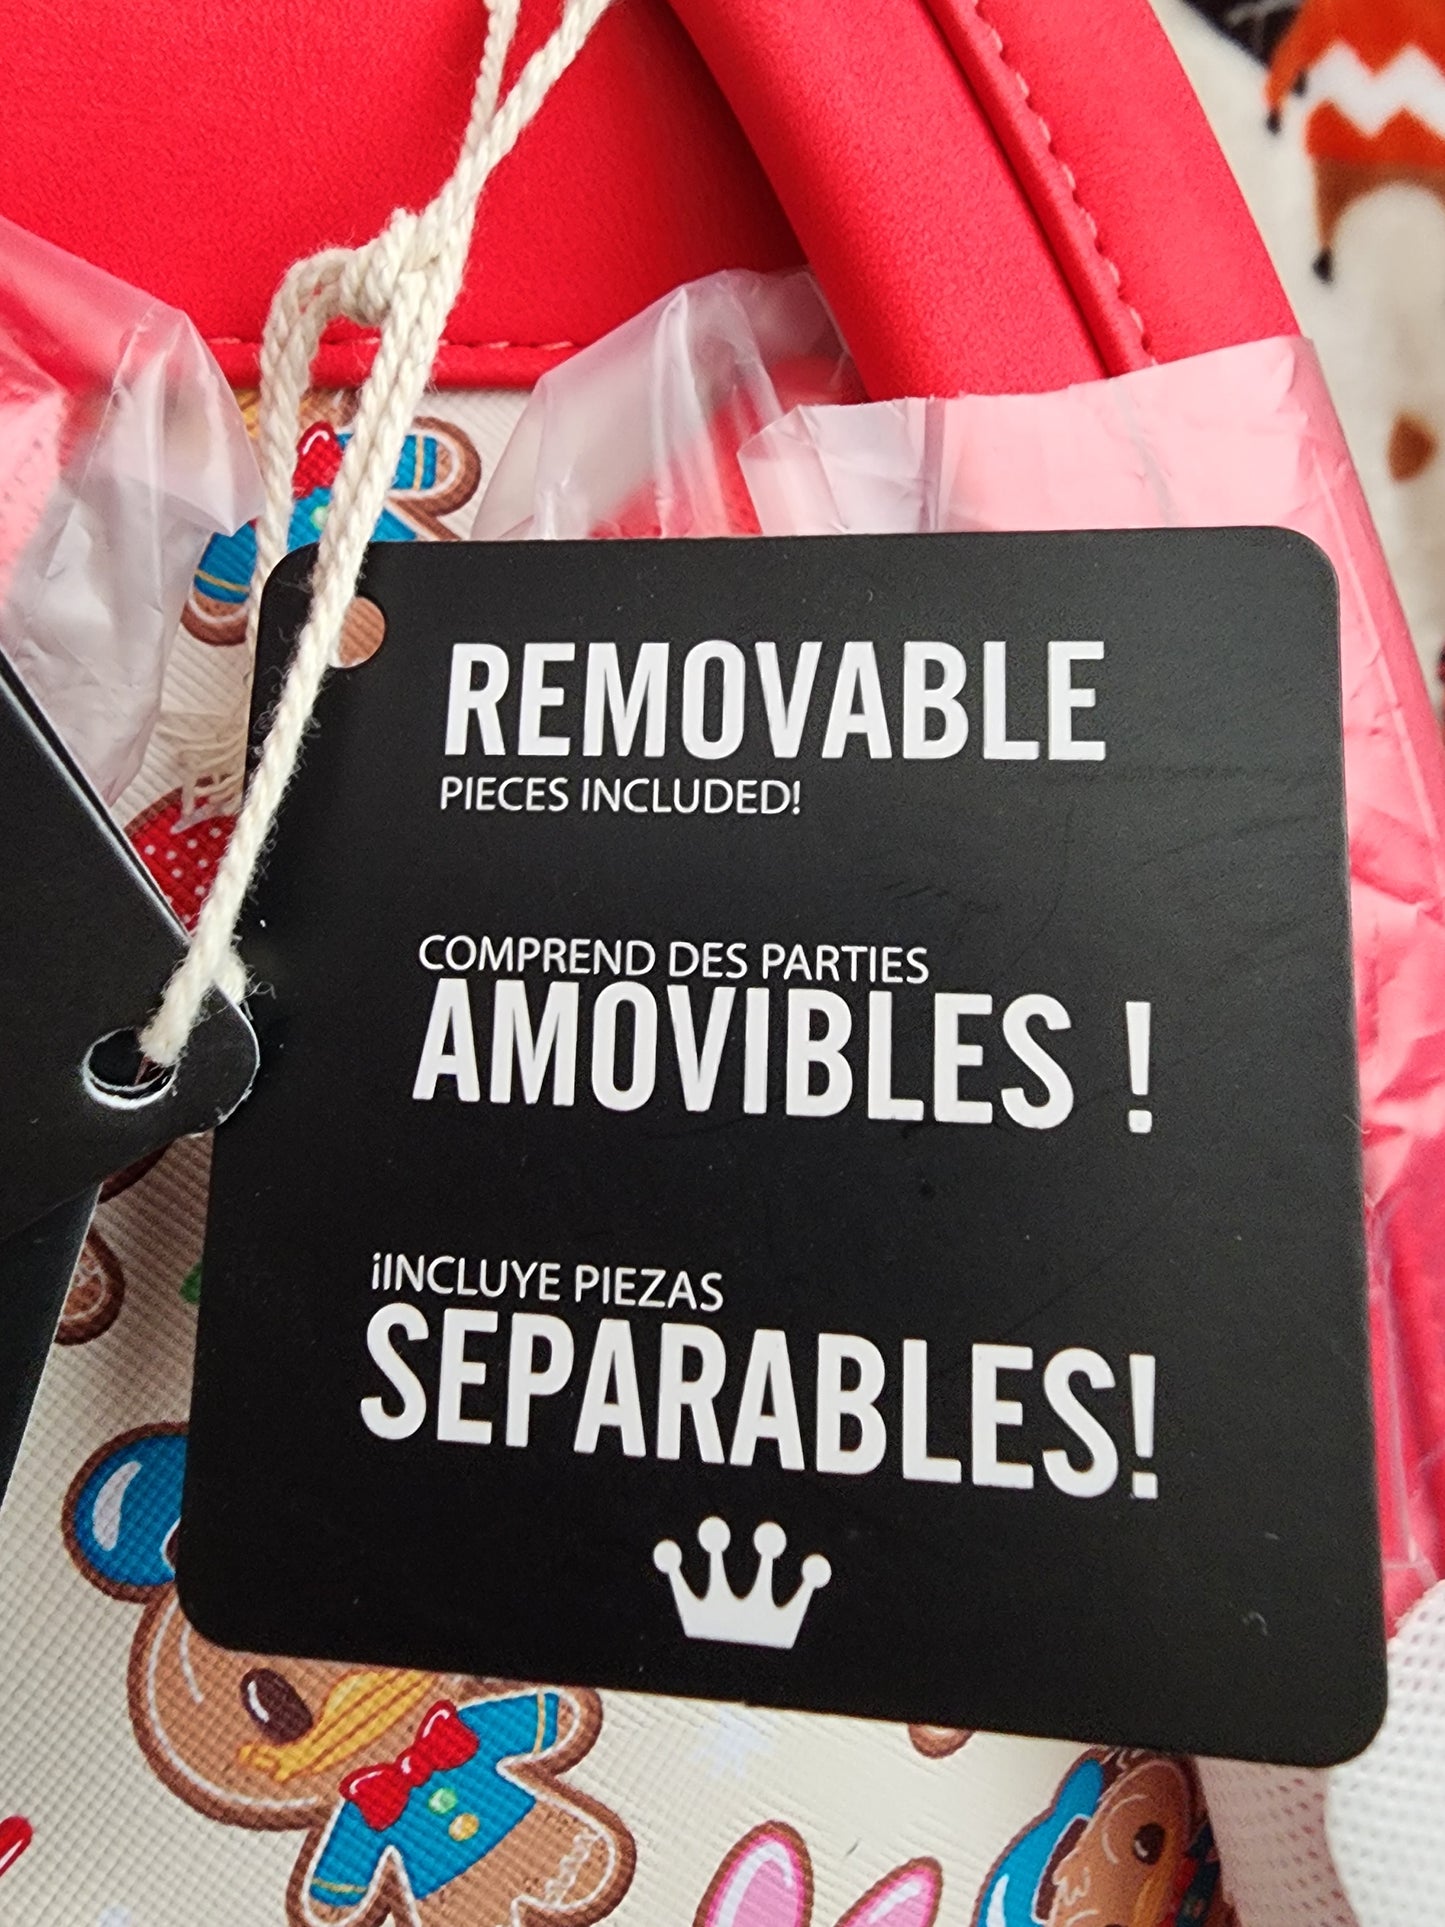 REMOVABLE
PIECES INCLUDED!
COMPREND DES PARTIES
AMOVIBLES !
¡INCLUYE PIEZAS
SEPARABLES!